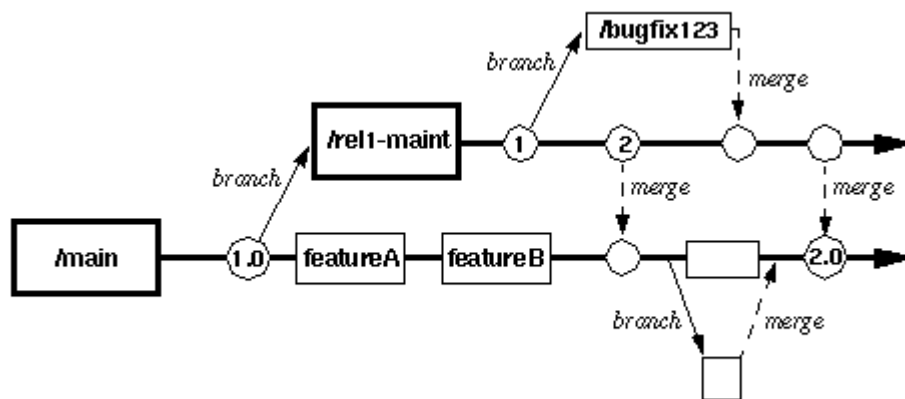 /bugfix123
branch
merge
/rel1-maint
1
2
branch
merge
merge
/main
1.0
featureA
featureB
2.0
branch
merge